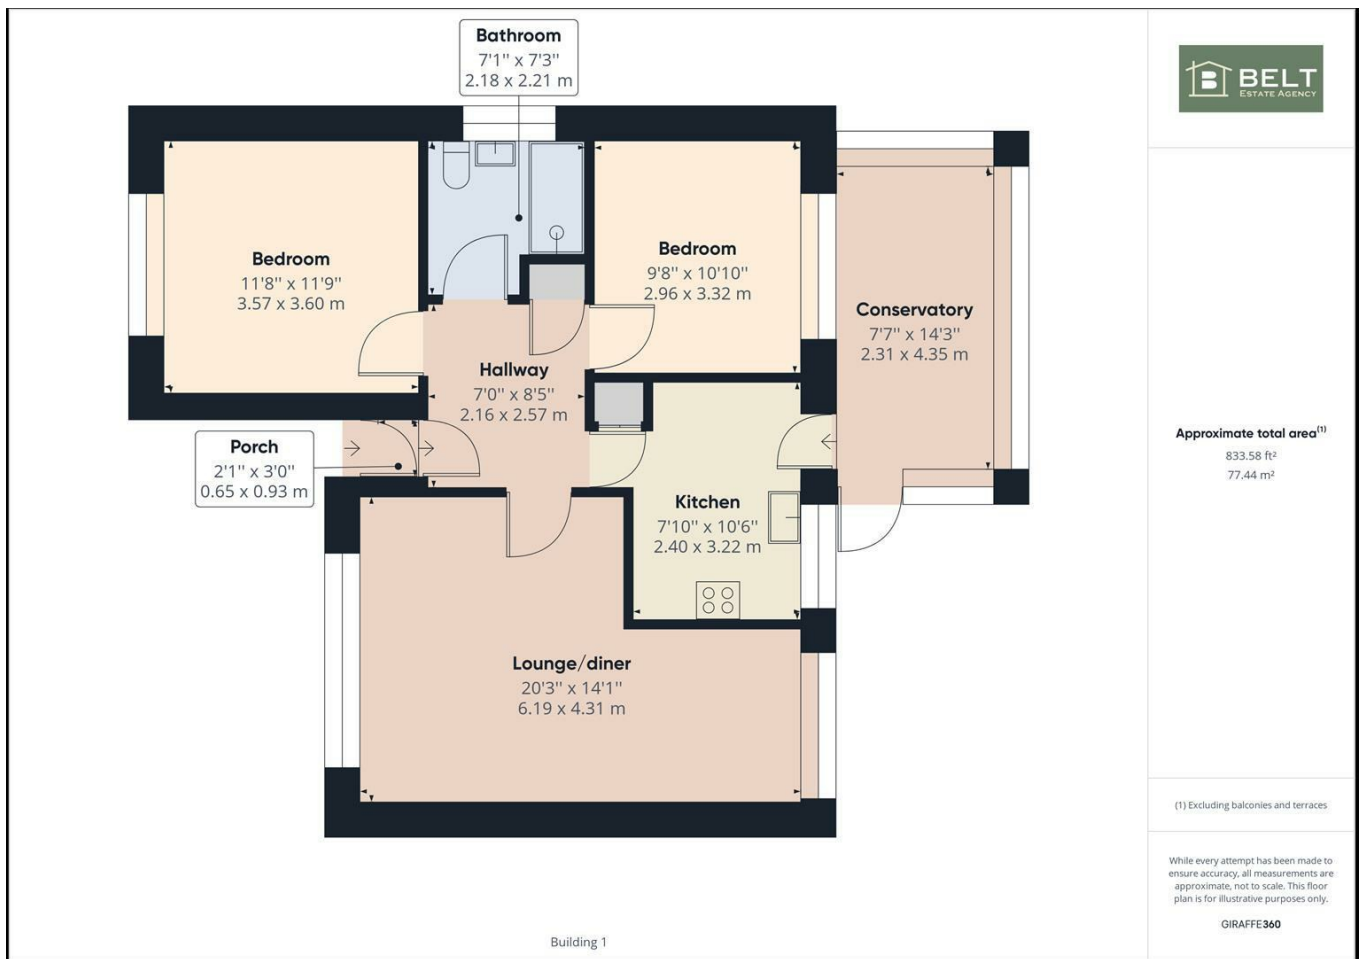 Bathroom
7'1'' x 7'3''
2.18 x 2.21 m
Bedroom
11'8'' x 11'9''
3.57 x 3.60 m
Bedroom
9'8'' x 10'10''
2.96 x 3.32 m
Conservatory
7'7'' x 14'3''
2.31 x 4.35 m
Hallway
7'0'' x 8'5''
2.16 x 2.57 m
Porch
2'1'' x 3'0''
0.65 x 0.93 m
Kitchen
7'10'' x 10'6''
2.40 x 3.22 m
Lounge/diner
20'3'' x 14'1''
6.19 x 4.31 m
Building 1
B BELT
ESTATE AGENCY
Approximate total area(1)
833.58 ft²
77.44 m²
(1) Excluding balconies and terraces
While every attempt has been made to
ensure accuracy, all measurements are
approximate, not to scale. This floor
plan is for illustrative purposes only.
GIRAFFE360